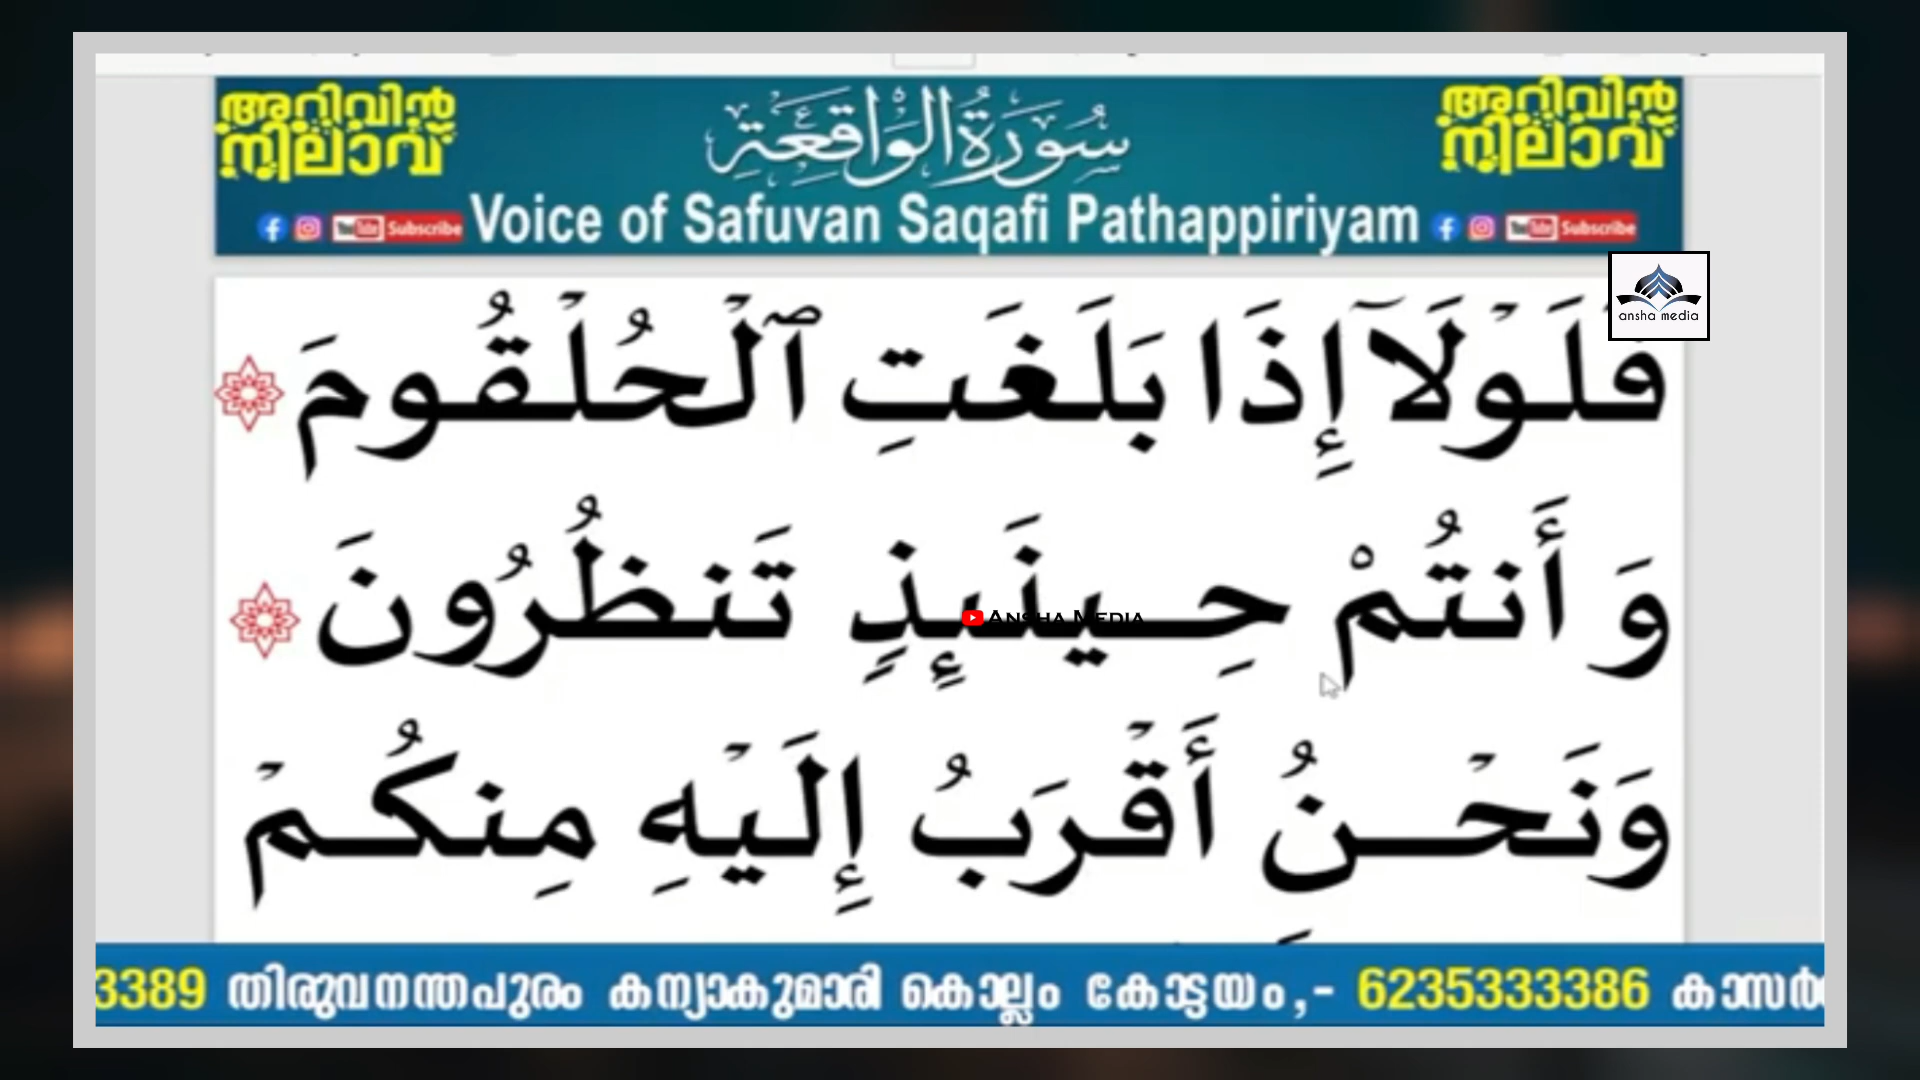 അറിവിൻ
നിലാവ്
سُورَةُ الْوَاقِعَةِ
അറിവിൻ
നിലാവ്
Subscribe Voice of Safuvan Saqafi Pathappiriyam Subscribe
ansha media
فَلَوْلَآ إِذَا بَلَغَتِ ٱلْحُلْقُومَ
وَأَنتُمْ حِينَئِذٍ تَنظُرُونَ
Ansha Media
وَنَحْنُ أَقْرَبُ إِلَيْهِ مِنكُمْ
3389 തിരുവനന്തപുരം കന്യാകുമാരി കൊല്ലം കോട്ടയം,- 6235333386